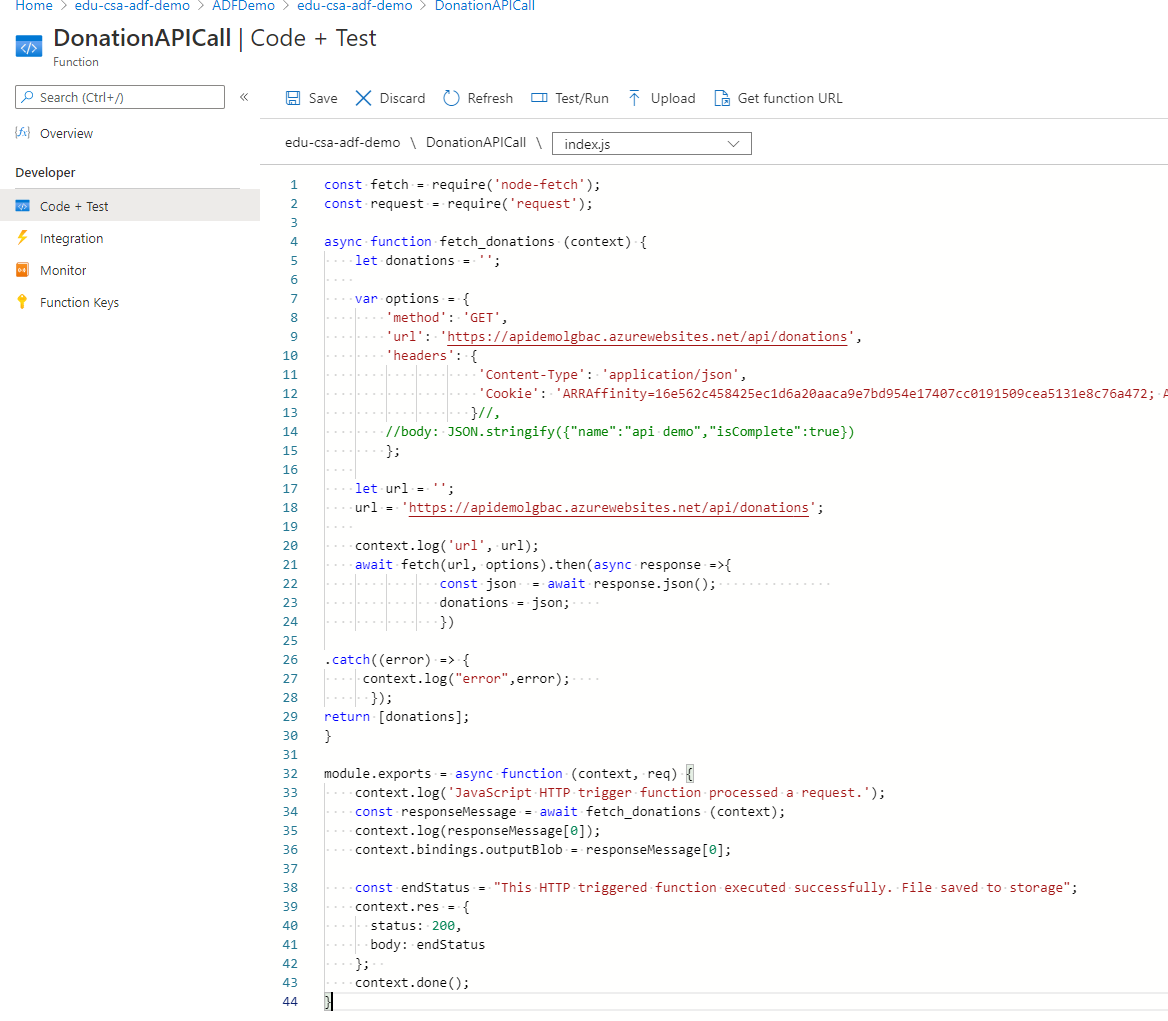 Home > edu-csa-adf-demo > ADFDemo > edu-csa-adf-demo > DonationAPICall
DonationAPICall | Code + Test
Function
Search (Ctrl+/) «
Save Discard Refresh Test/Run Upload Get function URL
Overview
Developer
Code + Test
Integration
Monitor
Function Keys
edu-csa-adf-demo \ DonationAPICall \ index.js
1 const fetch = require('node-fetch');
2 const request = require('request');
3
4 async function fetch_donations (context) {
5 let donations = '';
6
7 var options = {
8 'method': 'GET',
9 'url': 'https://apidemolgbac.azurewebsites.net/api/donations',
10 'headers': {
11 'Content-Type': 'application/json',
12 'Cookie': 'ARRAffinity=16e562c458425ec1d6a20aaca9e7bd954e17407cc0191509cea5131e8c76a472; A
13 }//,
14 //body: JSON.stringify({"name":"api demo","isComplete":true})
15 };
16
17 let url = '';
18 url = 'https://apidemolgbac.azurewebsites.net/api/donations';
19
20 context.log('url', url);
21 await fetch(url, options).then(async response =>{
22 const json = await response.json();
23 donations = json;
24 })
25
26 .catch((error) => {
27 context.log("error",error);
28 });
29 return [donations];
30 }
31
32 module.exports = async function (context, req) {
33 context.log('JavaScript HTTP trigger function processed a request.');
34 const responseMessage = await fetch_donations (context);
35 context.log(responseMessage[0]);
36 context.bindings.outputBlob = responseMessage[0];
37
38 const endStatus = "This HTTP triggered function executed successfully. File saved to storage";
39 context.res = {
40 status: 200,
41 body: endStatus
42 };
43 context.done();
44 }